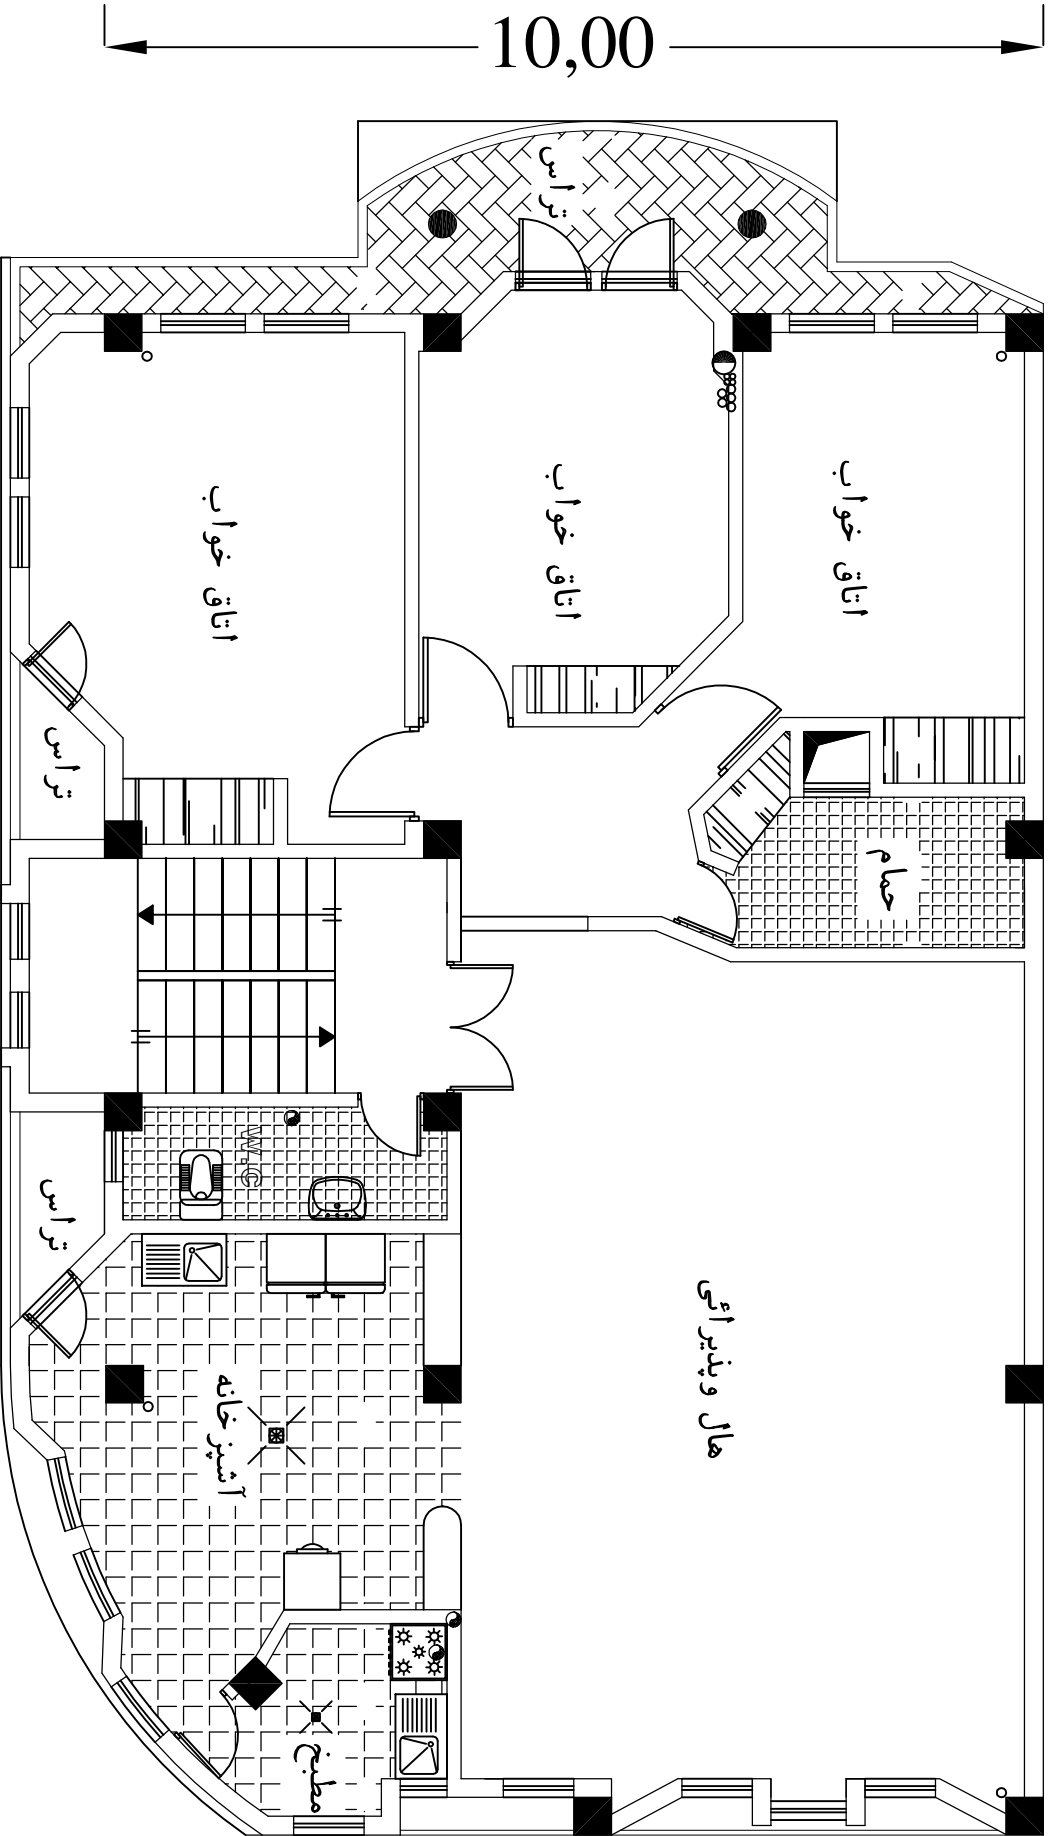 10,00
تراس
اتاق خواب
اتاق خواب
اتاق خواب
تراس
حمام
W.C
تراس
هال و پذیرائی
آشپزخانه
مطبخ